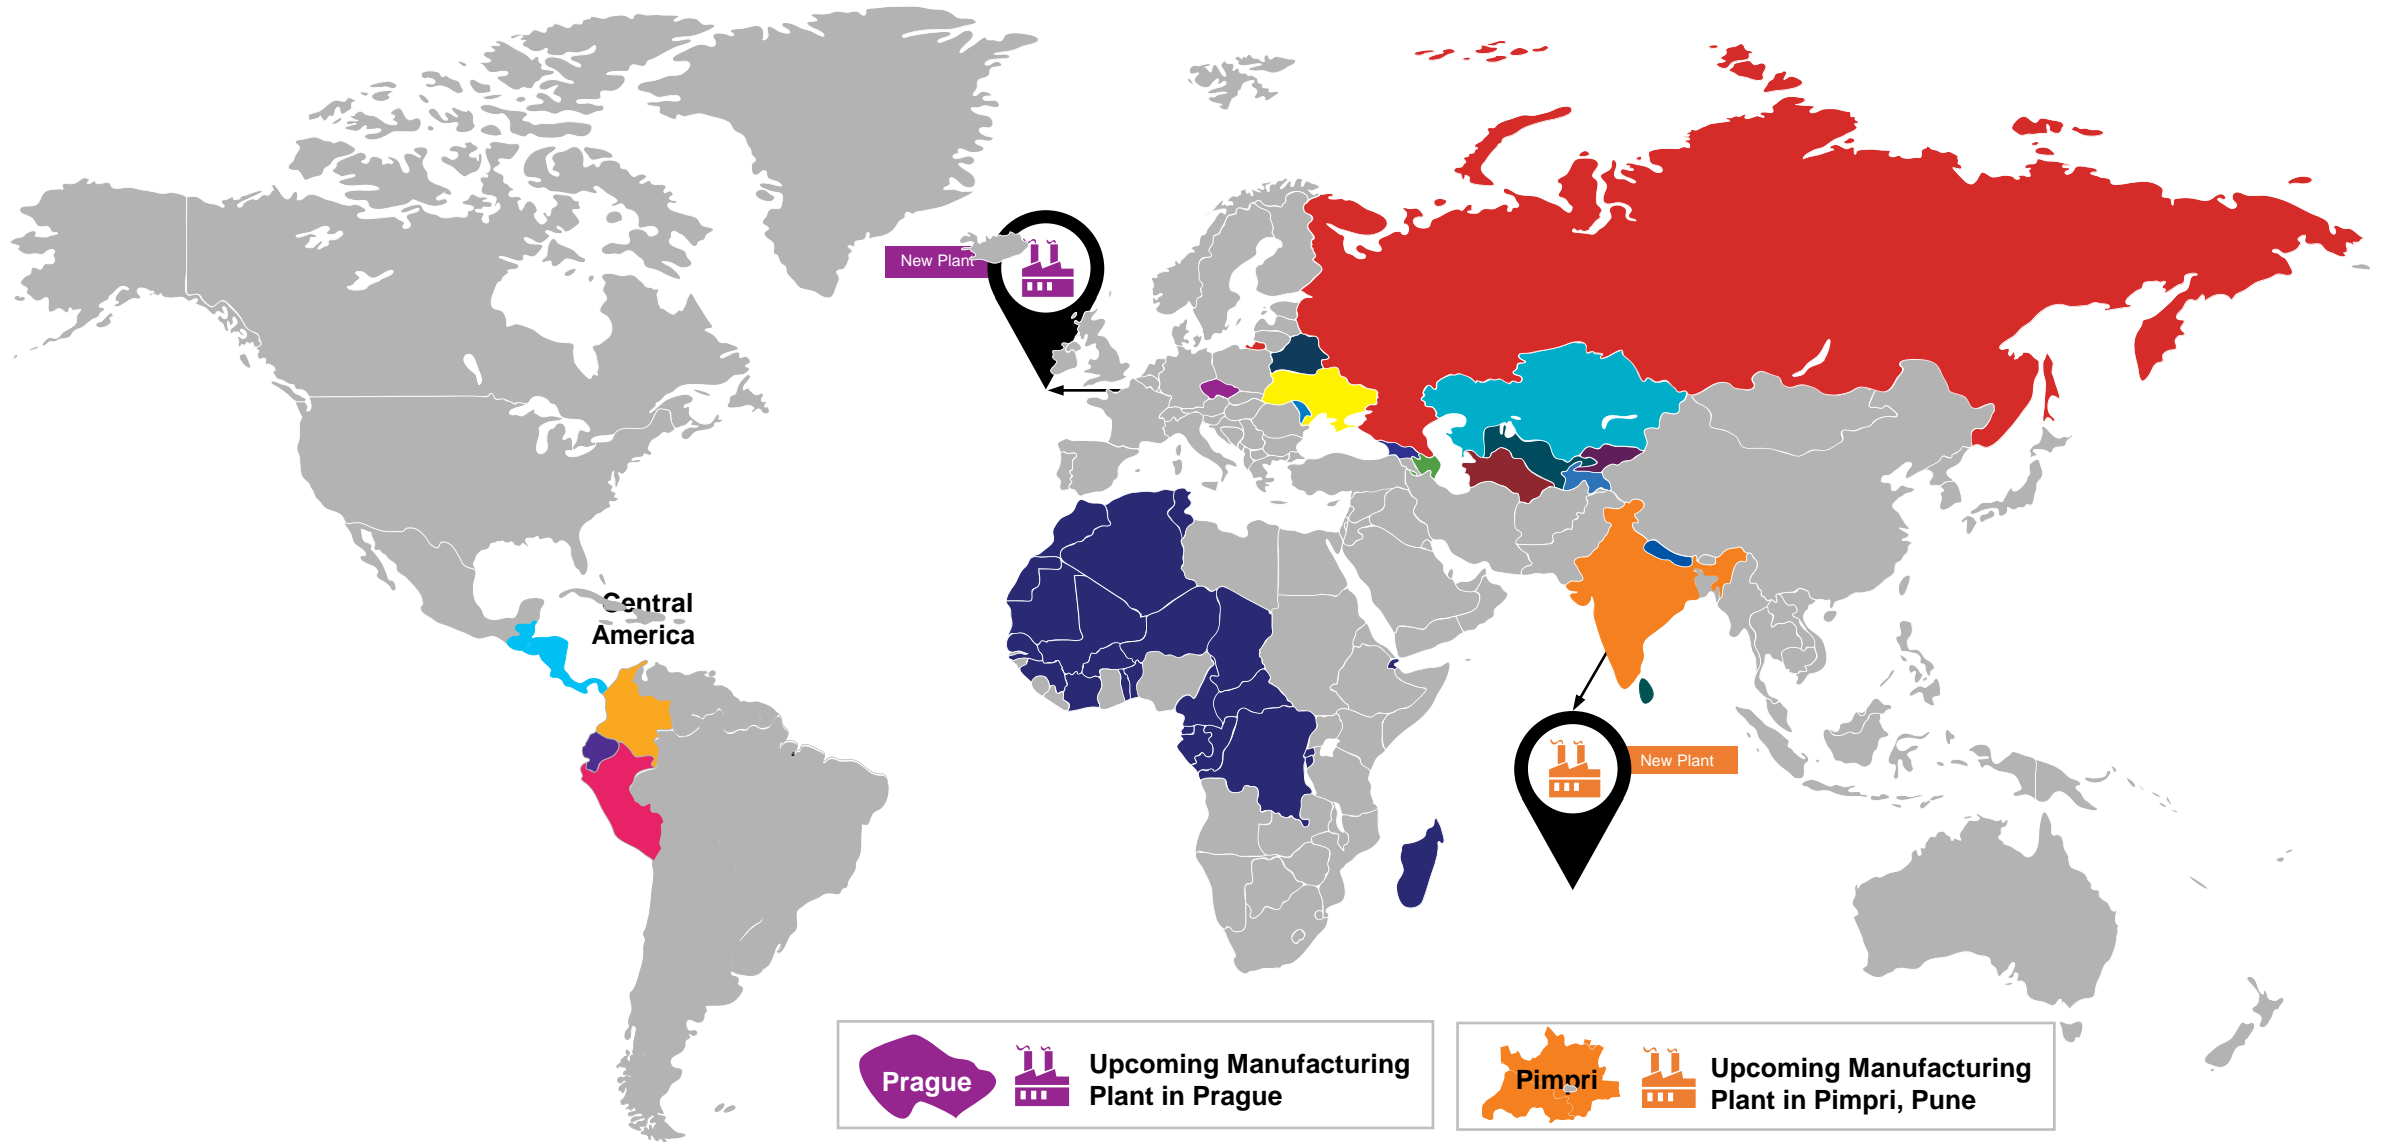 New Plant
Central
America
New Plant
Prague
Upcoming Manufacturing
Plant in Prague
Pimpri
Upcoming Manufacturing
Plant in Pimpri, Pune